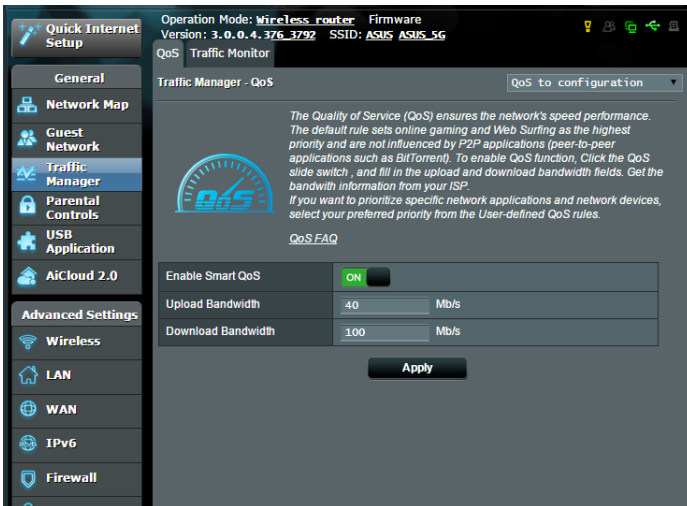 Quick Internet
Setup
Operation Mode: Wireless router Firmware
Version: 3.0.0.4.376_3792 SSID: ASUS ASUS_5G
QoS Traffic Monitor
General
Network Map
Guest
Network
Traffic
Manager
Parental
Controls
USB
Application
AiCloud 2.0
Advanced Settings
Wireless
LAN
WAN
IPv6
Firewall
Traffic Manager - QoS
QoS to configuration
QoS
The Quality of Service (QoS) ensures the network's speed performance.
The default rule sets online gaming and Web Surfing as the highest
priority and are not influenced by P2P applications (peer-to-peer
applications such as BitTorrent). To enable QoS function, Click the QoS
slide switch , and fill in the upload and download bandwidth fields. Get the
bandwith information from your ISP.
If you want to prioritize specific network applications and network devices,
select your preferred priority from the User-defined QoS rules.
QoS FAQ
Enable Smart QoS ON
Upload Bandwidth 40 Mb/s
Download Bandwidth 100 Mb/s
Apply